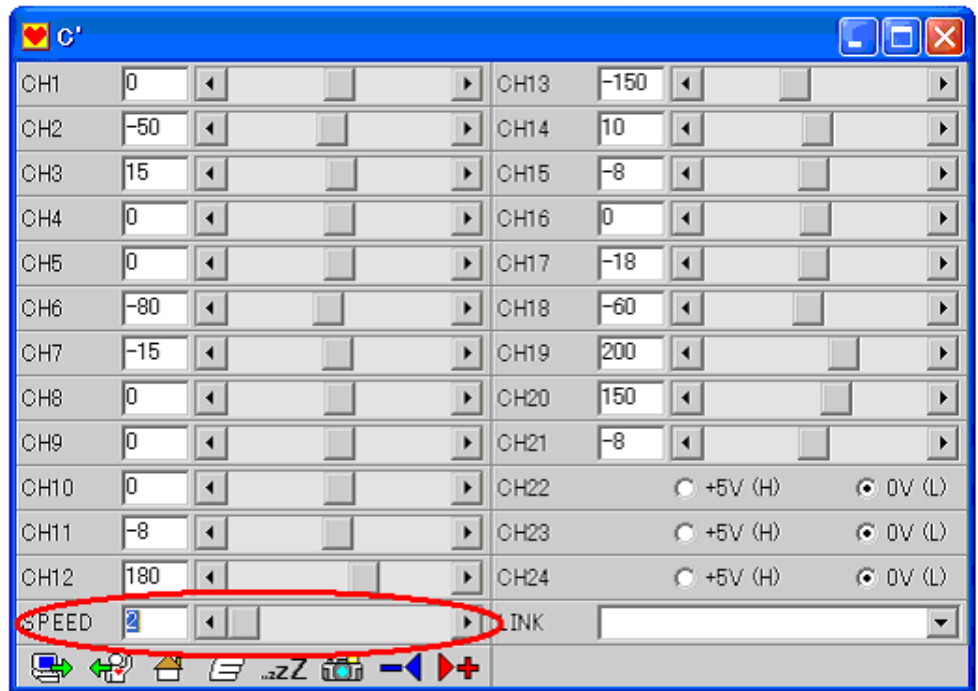 C'
CH1 0 CH13 -150
CH2 -50 CH14 10
CH3 15 CH15 -8
CH4 0 CH16 0
CH5 0 CH17 -18
CH6 -80 CH18 -60
CH7 -15 CH19 200
CH8 0 CH20 150
CH9 0 CH21 -8
CH10 0 CH22 +5V (H) 0V (L)
CH11 -8 CH23 +5V (H) 0V (L)
CH12 180 CH24 +5V (H) 0V (L)
SPEED 2 LINK
..zzZ